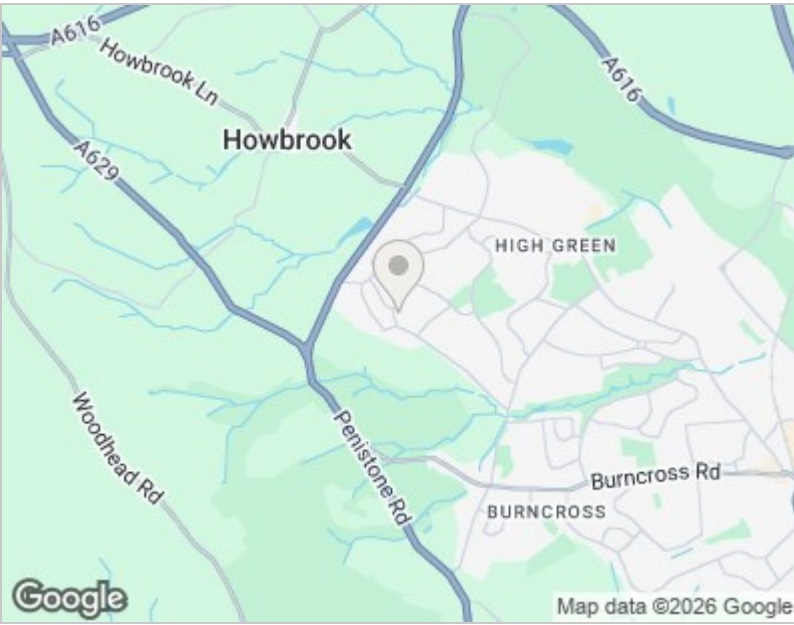 A616
Howbrook Ln
A616
Howbrook
A629
HIGH GREEN
Woodhead Rd
Penistone Rd
Burncross Rd
BURNCROSS
Google
Map data ©2026 Google